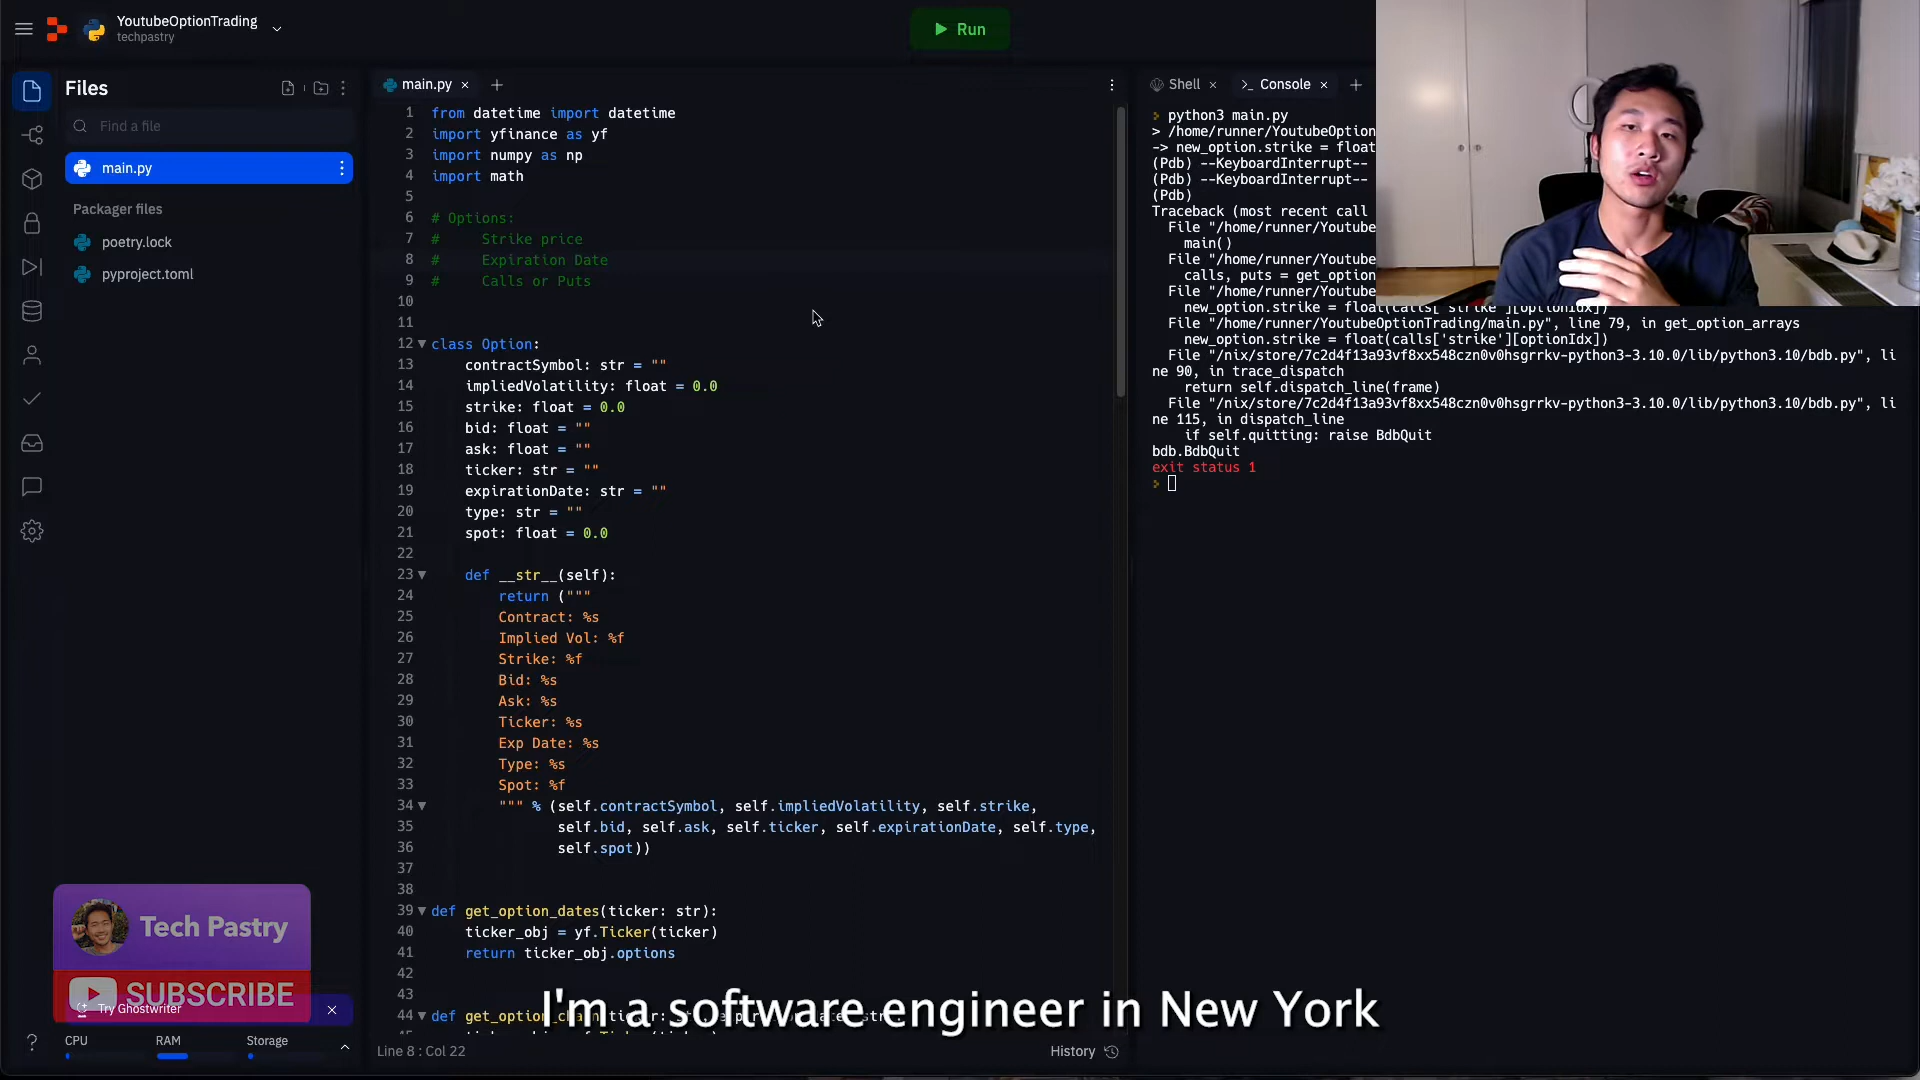 YoutubeOptionTrading
techpastry
Run
Files
Find a file
main.py
Packager files
poetry.lock
pyproject.toml
main.py
1 from datetime import datetime
2 import yfinance as yf
3 import numpy as np
4 import math
5
6 # Options:
7 # Strike price
8 # Expiration Date
9 # Calls or Puts
10
11
12 class Option:
13 contractSymbol: str = ""
14 impliedVolatility: float = 0.0
15 strike: float = 0.0
16 bid: float = ""
17 ask: float = ""
18 ticker: str = ""
19 expirationDate: str = ""
20 type: str = ""
21 spot: float = 0.0
22
23 def __str__(self):
24 return ("""
25 Contract: %s
26 Implied Vol: %f
27 Strike: %f
28 Bid: %s
29 Ask: %s
30 Ticker: %s
31 Exp Date: %s
32 Type: %s
33 Spot: %f
34 """ % (self.contractSymbol, self.impliedVolatility, self.strike,
35 self.bid, self.ask, self.ticker, self.expirationDate, self.type,
36 self.spot))
37
38
39 def get_option_dates(ticker: str):
40 ticker_obj = yf.Ticker(ticker)
41 return ticker_obj.options
42
43
44 def get_option
Line 8 : Col 22
History
Shell
>_ Console
python3 main.py
> /home/runner/YoutubeOption
-> new_option.strike = float
(Pdb) --KeyboardInterrupt--
(Pdb) --KeyboardInterrupt--
(Pdb)
Traceback (most recent call
File "/home/runner/Youtube
main()
File "/home/runner/Youtube
calls, puts = get_option
File "/home/runner/Youtube
new_option.strike = float(calls['strike'][optionIdx])
File "/home/runner/YoutubeOptionTrading/main.py", line 79, in get_option_arrays
new_option.strike = float(calls['strike'][optionIdx])
File "/nix/store/7c2d4f13a93vf8xx548czn0v0hsgrrkv-python3-3.10.0/lib/python3.10/bdb.py", li
ne 90, in trace_dispatch
return self.dispatch_line(frame)
File "/nix/store/7c2d4f13a93vf8xx548czn0v0hsgrrkv-python3-3.10.0/lib/python3.10/bdb.py", li
ne 115, in dispatch_line
if self.quitting: raise BdbQuit
bdb.BdbQuit
exit status 1
Tech Pastry
SUBSCRIBE
Try Ghostwriter
CPU RAM Storage
I'm a software engineer in New York